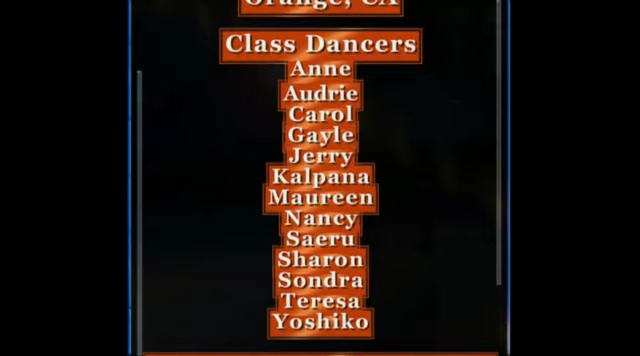 Orange, CA
Class Dancers
Anne
Audrie
Carol
Gayle
Jerry
Kalpana
Maureen
Nancy
Saeru
Sharon
Sondra
Teresa
Yoshiko